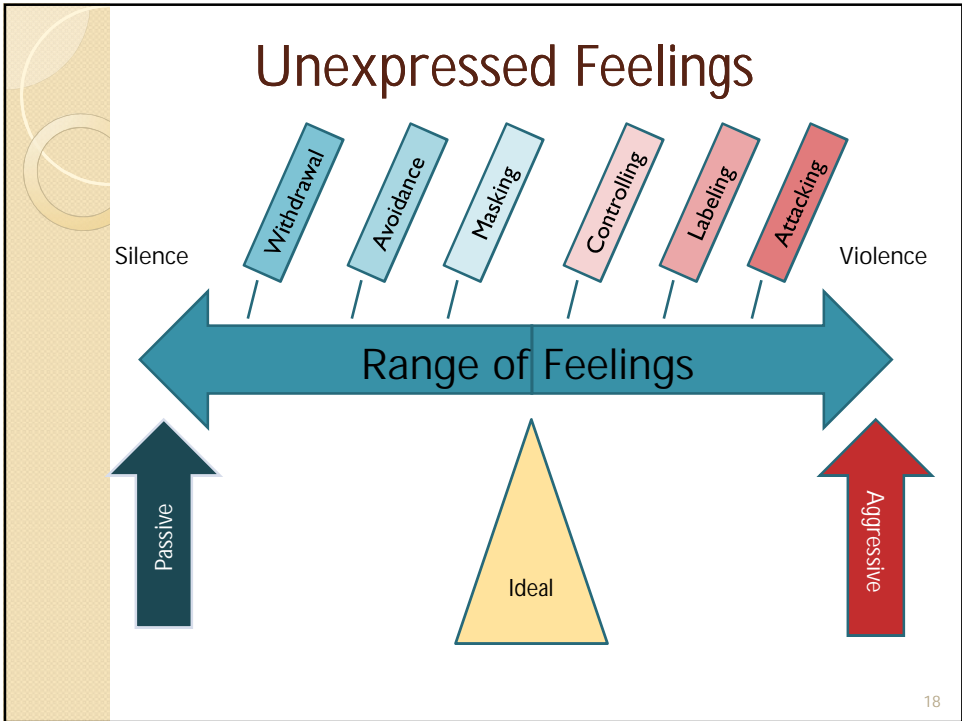 Unexpressed Feelings
Withdrawal
Avoidance
Masking
Controlling
Labeling
Attacking
Silence
Violence
Range of Feelings
Passive
Aggressive
Ideal
18